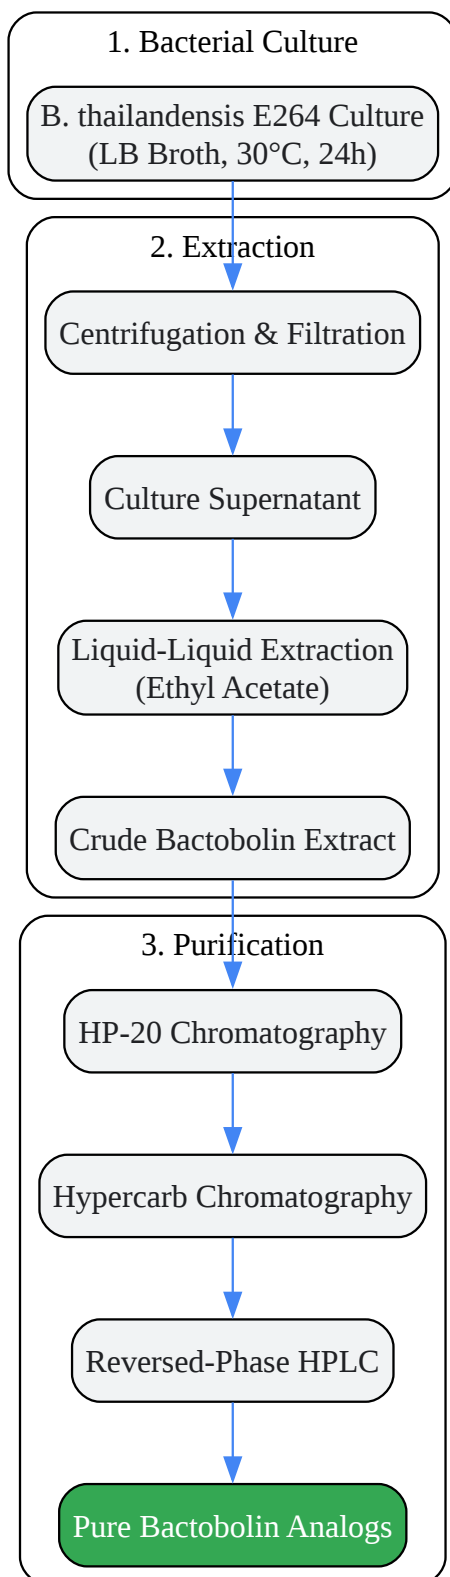 1. Bacterial Culture
B. thailandensis E264 Culture
(LB Broth, 30°C, 24h)
2. Extraction
Centrifugation & Filtration
Culture Supernatant
Liquid-Liquid Extraction
(Ethyl Acetate)
Crude Bactobolin Extract
3. Purification
HP-20 Chromatography
Hypercarb Chromatography
Reversed-Phase HPLC
Pure Bactobolin Analogs